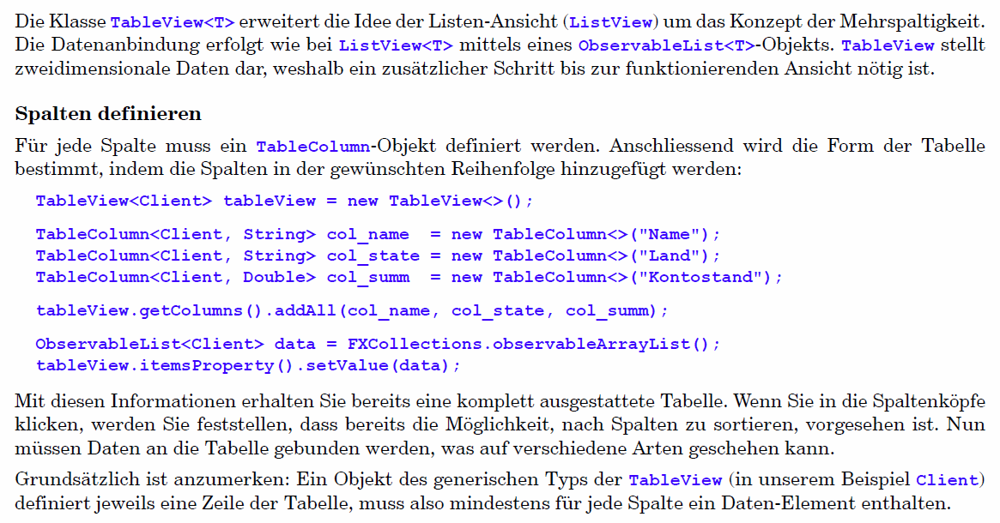 Die Klasse TableView<T> erweitert die Idee der Listen-Ansicht (ListView) um das Konzept der Mehrspaltigkeit.
Die Datenanbindung erfolgt wie bei ListView<T> mittels eines ObservableList<T>-Objekts. TableView stellt
zweidimensionale Daten dar, weshalb ein zusätzlicher Schritt bis zur funktionierenden Ansicht nötig ist.
Spalten definieren
Für jede Spalte muss ein TableColumn-Objekt definiert werden. Anschliessend wird die Form der Tabelle
bestimmt, indem die Spalten in der gewünschten Reihenfolge hinzugefügt werden:
TableView<Client> tableView = new TableView<>();
TableColumn<Client, String> col_name  = new TableColumn<>("Name");
TableColumn<Client, String> col_state = new TableColumn<>("Land");
TableColumn<Client, Double> col_summ  = new TableColumn<>("Kontostand");
tableView.getColumns().addAll(col_name, col_state, col_summ);
ObservableList<Client> data = FXCollections.observableArrayList();
tableView.itemsProperty().setValue(data);
Mit diesen Informationen erhalten Sie bereits eine komplett ausgestattete Tabelle. Wenn Sie in die Spaltenköpfe
klicken, werden Sie feststellen, dass bereits die Möglichkeit, nach Spalten zu sortieren, vorgesehen ist. Nun
müssen Daten an die Tabelle gebunden werden, was auf verschiedene Arten geschehen kann.
Grundsätzlich ist anzumerken: Ein Objekt des generischen Typs der TableView (in unserem Beispiel Client)
definiert jeweils eine Zeile der Tabelle, muss also mindestens für jede Spalte ein Daten-Element enthalten.